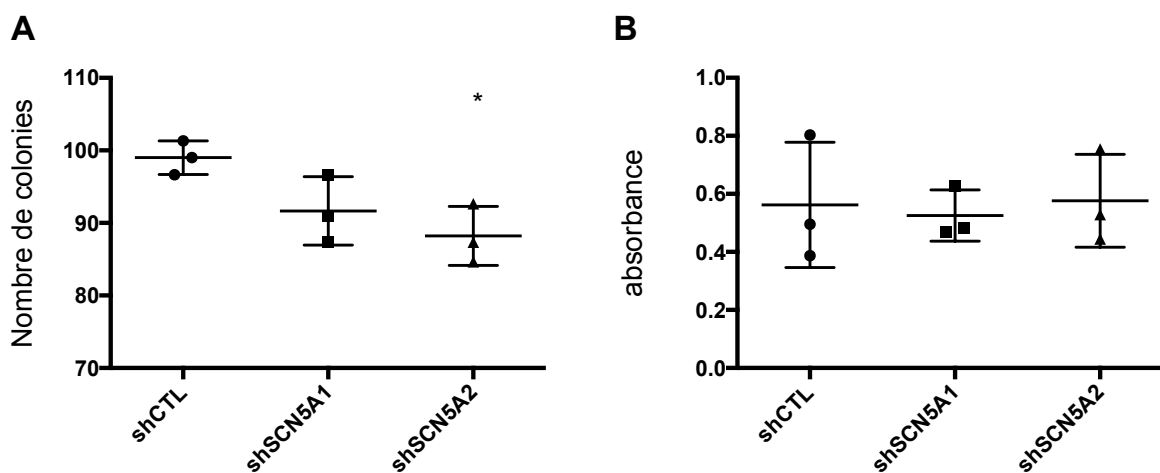 A
Nombre de colonies
110
100
90
80
70
*
shCTL
shSCN5A1
shSCN5A2
B
absorbance
1.0
0.8
0.6
0.4
0.2
0.0
shCTL
shSCN5A1
shSCN5A2